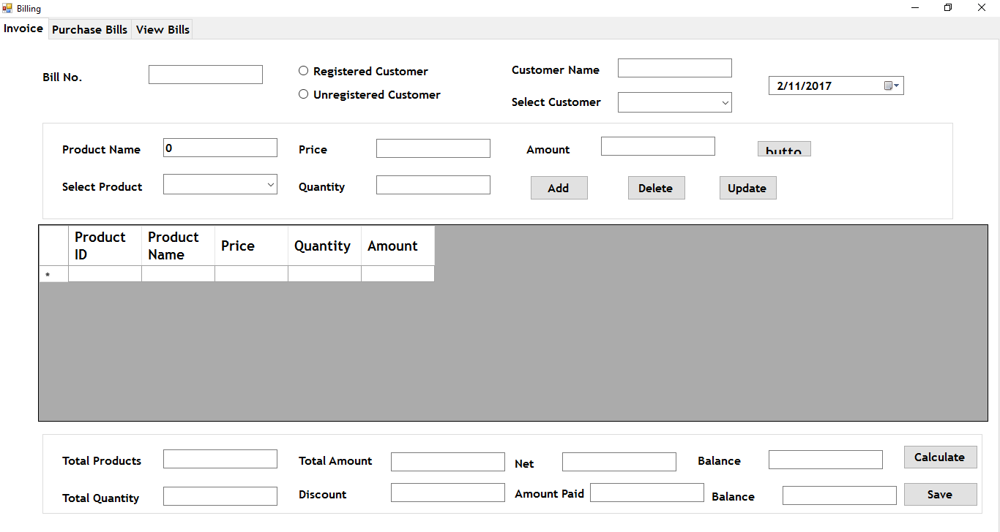 Billing
Invoice Purchase Bills View Bills
Bill No.
Registered Customer
Unregistered Customer
Customer Name
Select Customer
2/11/2017
Product Name 0 Price Amount butto
Select Product Quantity Add Delete Update
Product ID Product Name Price Quantity Amount
*
Total Products Total Amount Net Balance Calculate
Total Quantity Discount Amount Paid Balance Save